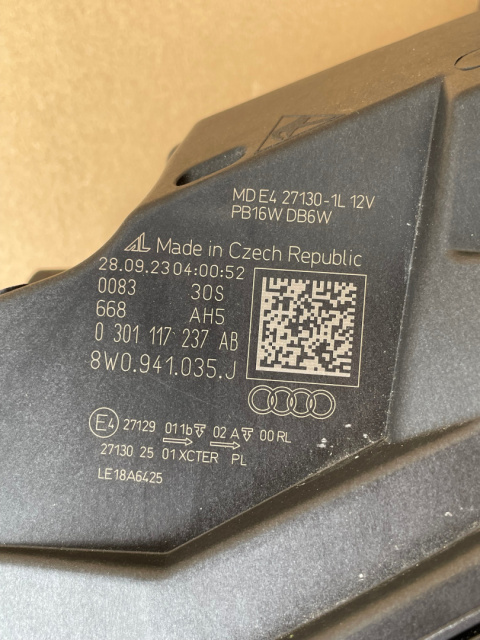 MD E4 27130-1L 12V
PB16W DB6W
AL Made in Czech Republic
28.09.23 04:00:52
0083 30S
668 AH5
0 301 117 237 AB
8W0.941.035.J
E4 27129 011b 02 A 00 RL
27130 25 01 XCTER PL
LE18A6425